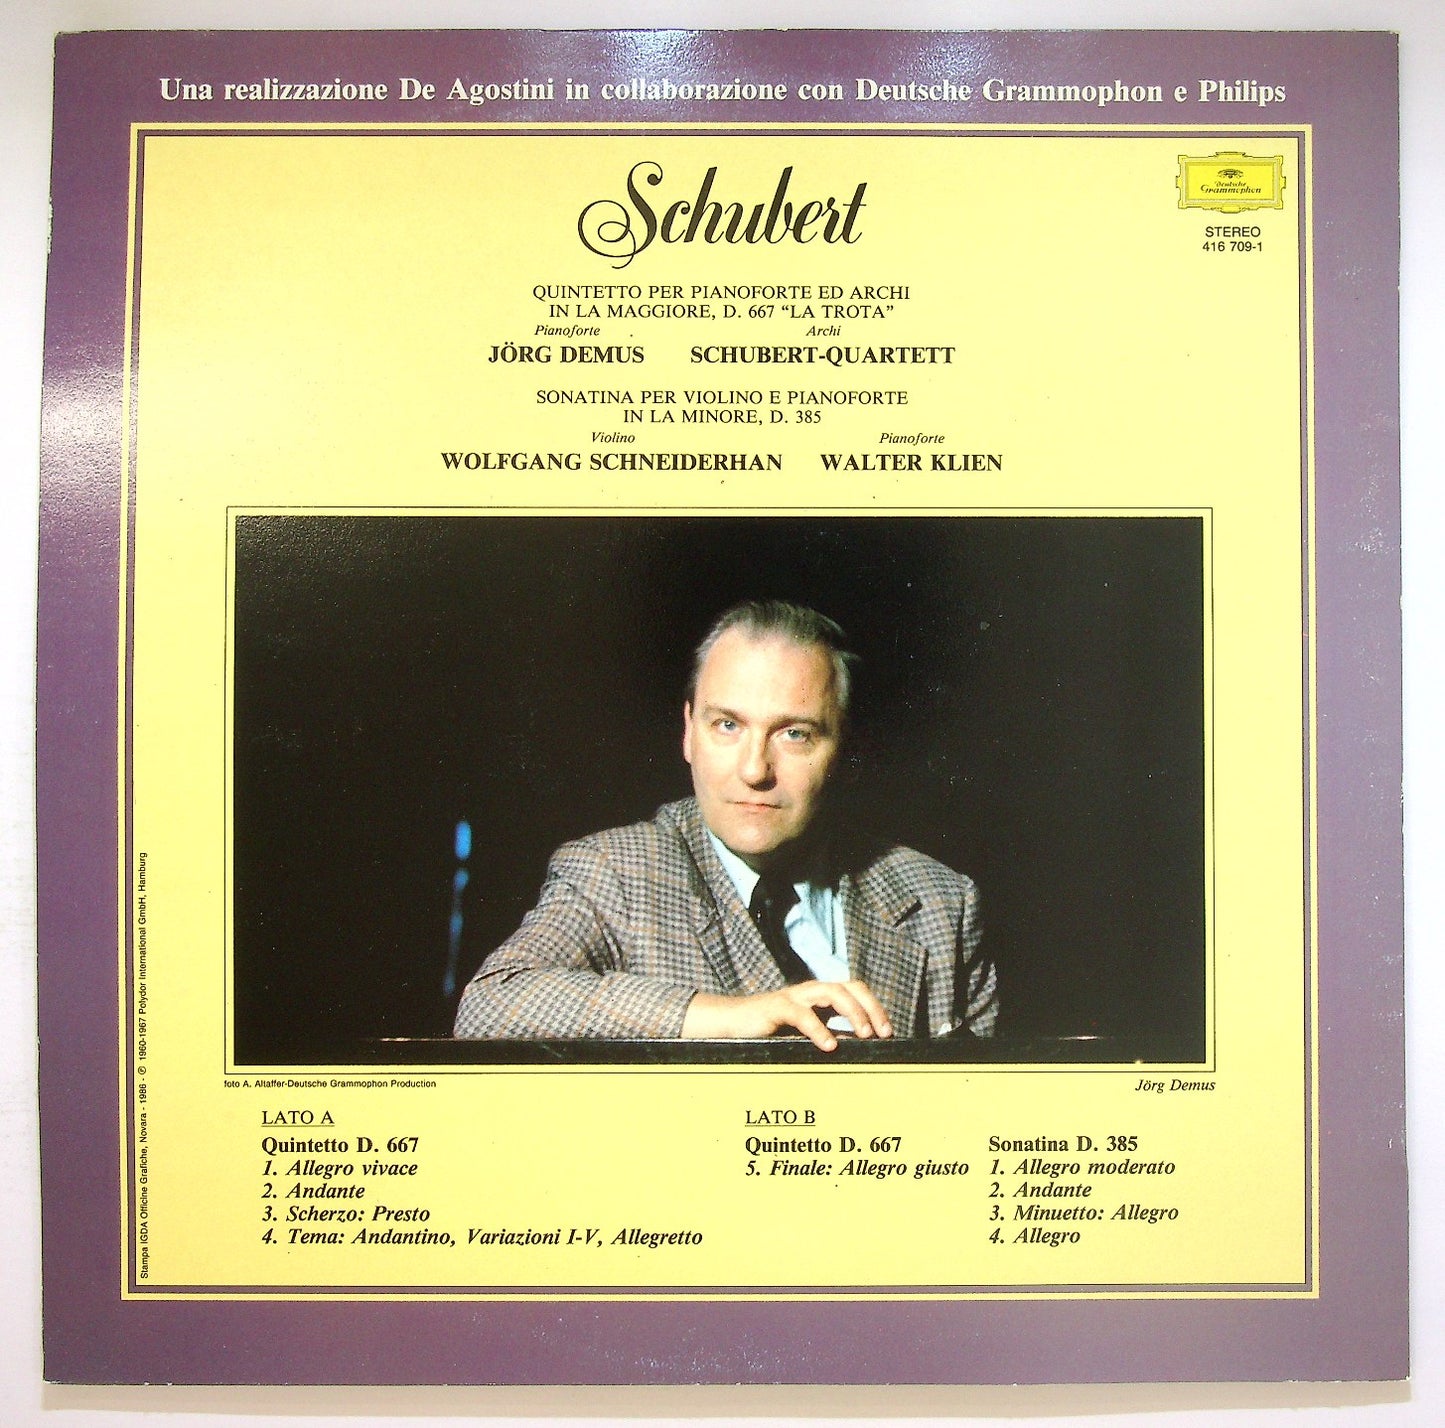 Una realizzazione De Agostini in collaborazione con Deutsche Grammophon e Philips
Schubert
Deutsche
Grammophon
STEREO
416 709-1
QUINTETTO PER PIANOFORTE ED ARCHI
IN LA MAGGIORE, D. 667 “LA TROTA”
Pianoforte Archi
JÖRG DEMUS SCHUBERT-QUARTETT
SONATINA PER VIOLINO E PIANOFORTE
IN LA MINORE, D. 385
Violino Pianoforte
WOLFGANG SCHNEIDERHAN WALTER KLIEN
Stampa IGDA Officine Grafiche, Novara - 1986 - ℗ 1960-1967 Polydor International GmbH, Hamburg
foto A. Altaffer-Deutsche Grammophon Production
Jörg Demus
LATO A
Quintetto D. 667
1. Allegro vivace
2. Andante
3. Scherzo: Presto
4. Tema: Andantino, Variazioni I-V, Allegretto
LATO B
Quintetto D. 667
5. Finale: Allegro giusto
Sonatina D. 385
1. Allegro moderato
2. Andante
3. Minuetto: Allegro
4. Allegro